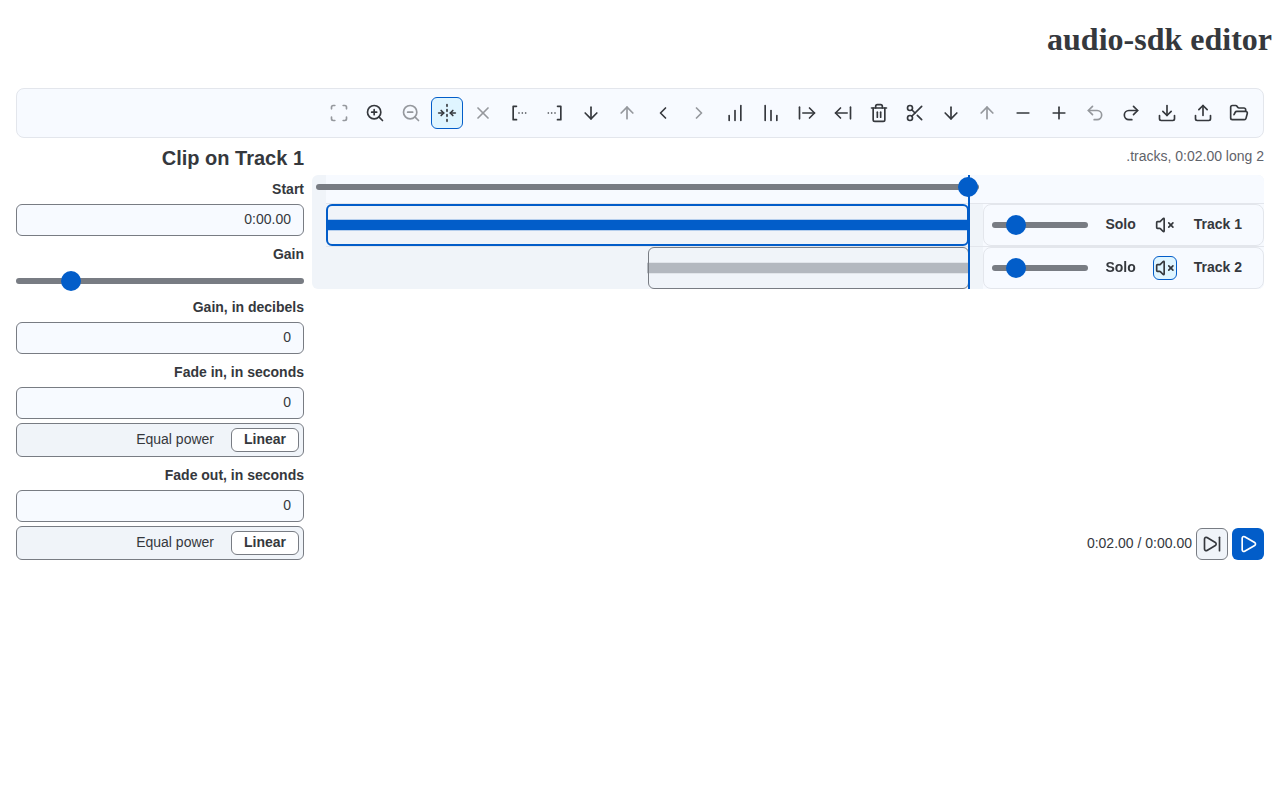 audio-sdk editor
.tracks, 0:02.00 long 2
Clip on Track 1
Start
0:00.00
Gain
Gain, in decibels
0
Fade in, in seconds
0
Equal power Linear
Fade out, in seconds
0
Equal power Linear
Solo Track 1
Solo Track 2
0:02.00 / 0:00.00